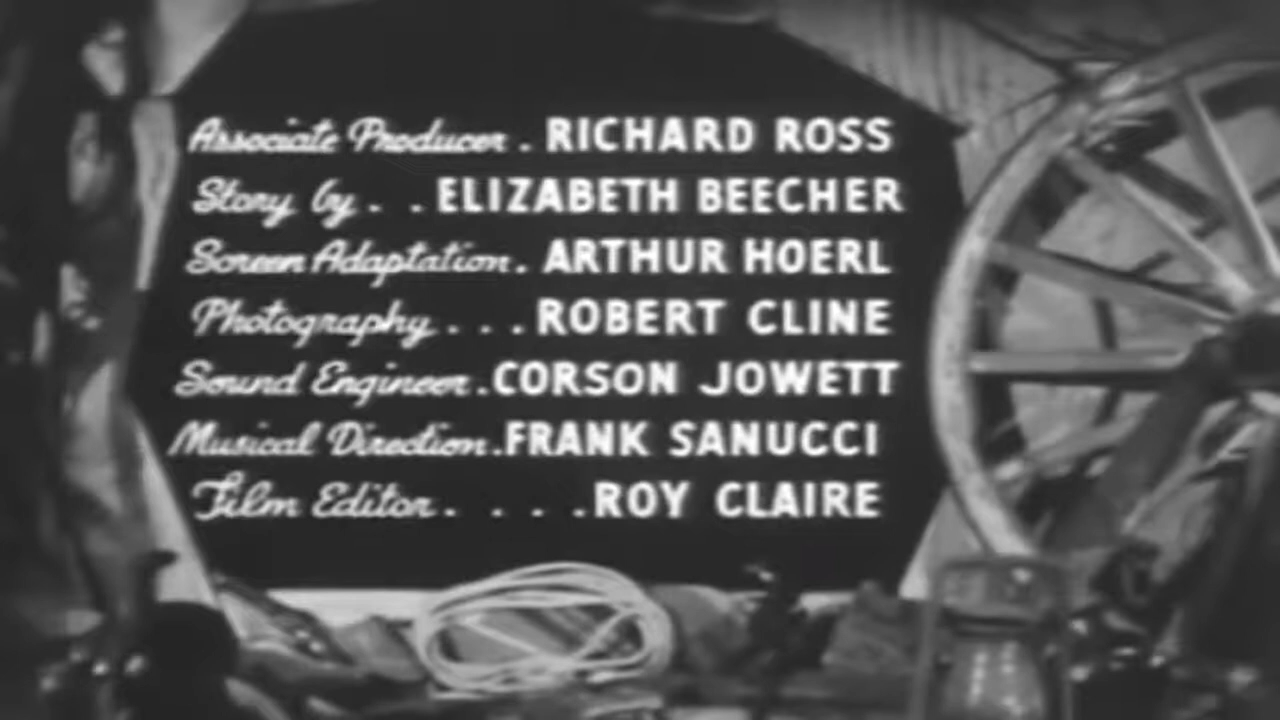 Associate Producer . RICHARD ROSS
Story by . . ELIZABETH BEECHER
Screen Adaptation . ARTHUR HOERL
Photography . . . ROBERT CLINE
Sound Engineer . CORSON JOWETT
Musical Direction . FRANK SANUCCI
Film Editor . . . . ROY CLAIRE